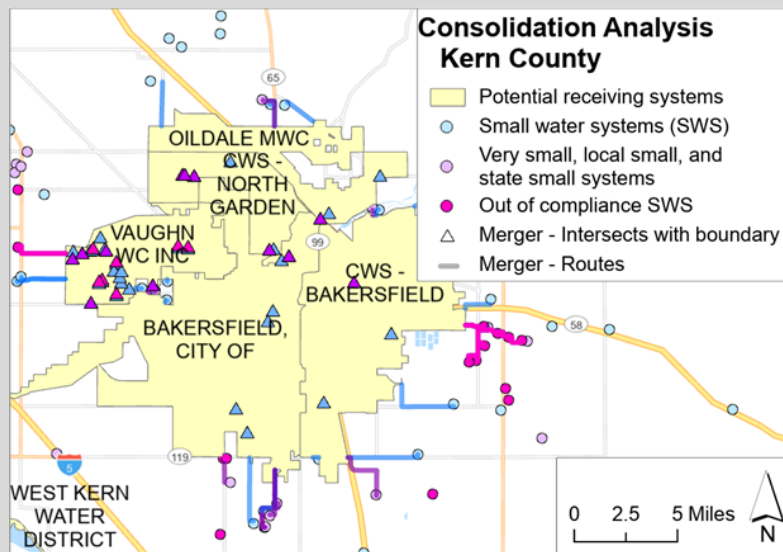 Consolidation Analysis
Kern County
Potential receiving systems
Small water systems (SWS)
Very small, local small, and
state small systems
Out of compliance SWS
Merger - Intersects with boundary
Merger - Routes
65
OILDALE MWC
CWS -
NORTH
GARDEN
VAUGHN
WC INC
99
CWS -
BAKERSFIELD
BAKERSFIELD,
CITY OF
58
119
5
WEST KERN
WATER
DISTRICT
0 2.5 5 Miles
N